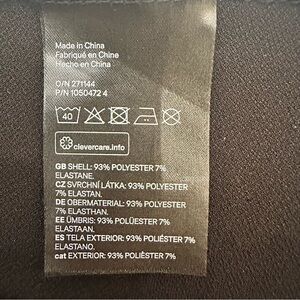 Made in China
Fabriqué en Chine
Hecho en China
O/N 271144
P/N 1050472 4
40
clevercare.info
GB SHELL: 93% POLYESTER 7%
ELASTANE.
CZ SVRCHNÍ LÁTKA: 93% POLYESTER
7% ELASTAN.
DE OBERMATERIAL: 93% POLYESTER
7% ELASTHAN.
EE ÜMBRIS: 93% POLÜESTER 7%
ELASTAAN.
ES TELA EXTERIOR: 93% POLIÉSTER 7%
ELASTANO.
cat EXTERIOR: 93% POLIÈSTER 7%